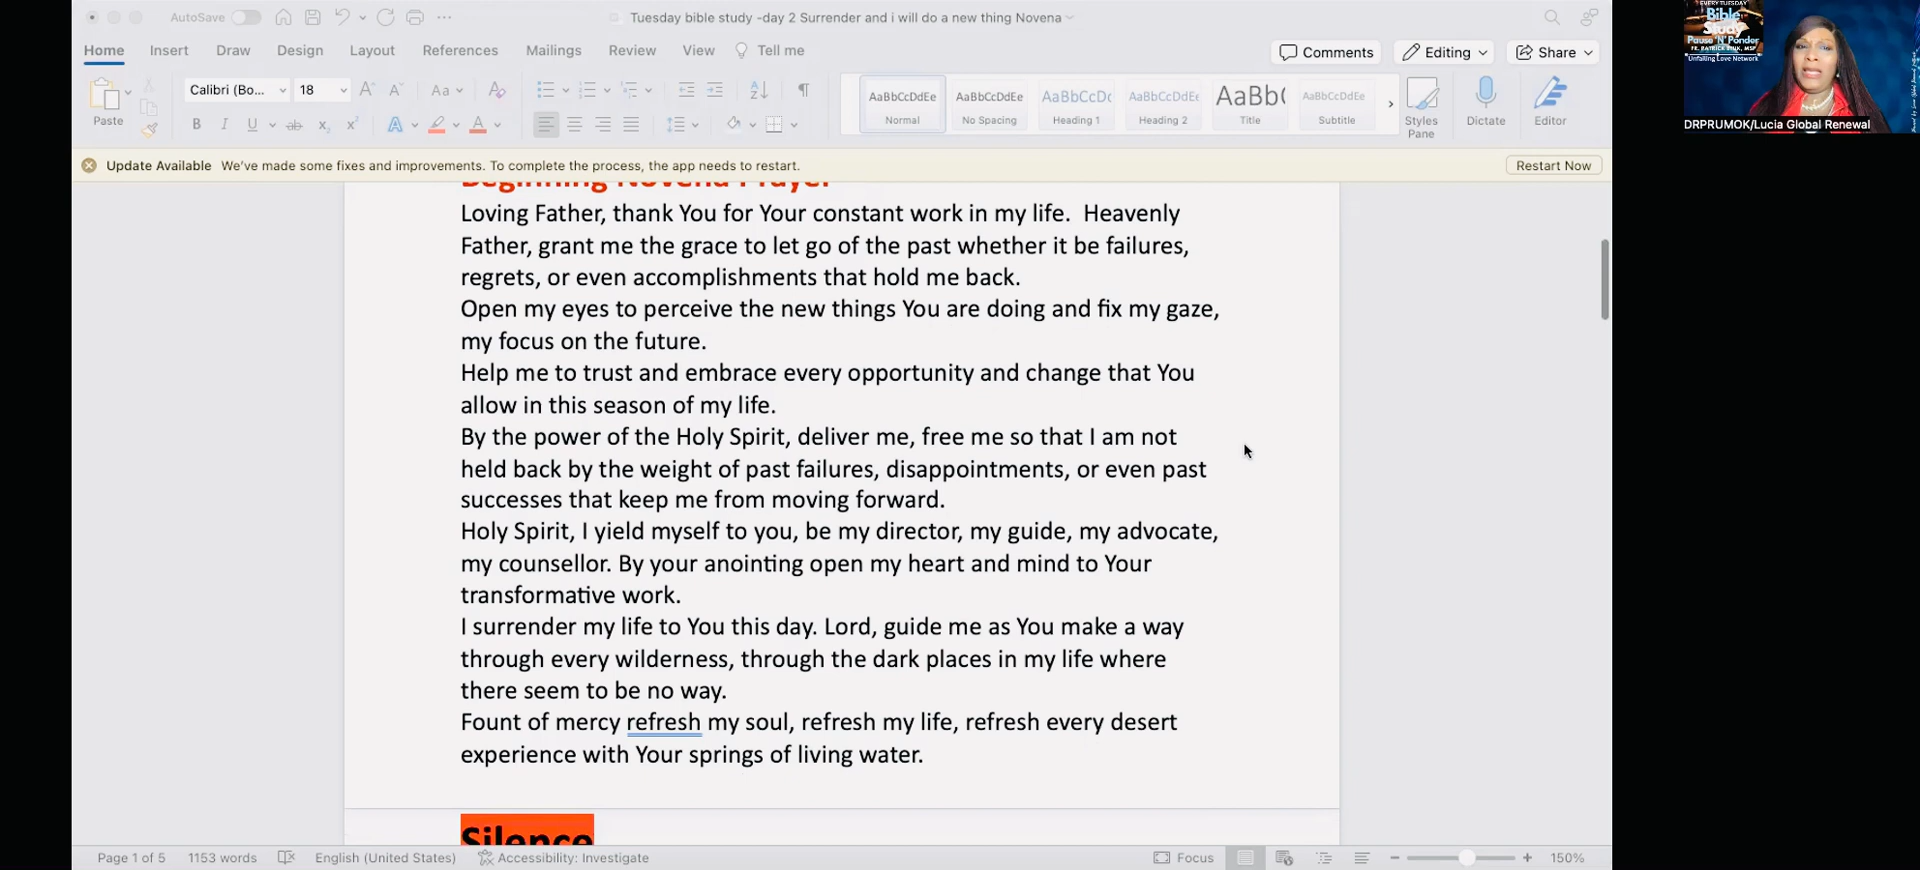 AutoSave
Tuesday bible study -day 2 Surrender and i will do a new thing Novena
Home Insert Draw Design Layout References Mailings Review View Tell me
Comments Editing Share
Paste
Calibri (Bo... 18
AaBbCcDdEe AaBbCcDdEe AaBbCcDc AaBbCcDdEe AaBb( AaBbCcDdEe
Normal No Spacing Heading 1 Heading 2 Title Subtitle
Styles Pane
Dictate
Editor
Update Available We've made some fixes and improvements. To complete the process, the app needs to restart. Restart Now
Beginning Novena Prayer
Loving Father, thank You for Your constant work in my life. Heavenly
Father, grant me the grace to let go of the past whether it be failures,
regrets, or even accomplishments that hold me back.
Open my eyes to perceive the new things You are doing and fix my gaze,
my focus on the future.
Help me to trust and embrace every opportunity and change that You
allow in this season of my life.
By the power of the Holy Spirit, deliver me, free me so that I am not
held back by the weight of past failures, disappointments, or even past
successes that keep me from moving forward.
Holy Spirit, I yield myself to you, be my director, my guide, my advocate,
my counsellor. By your anointing open my heart and mind to Your
transformative work.
I surrender my life to You this day. Lord, guide me as You make a way
through every wilderness, through the dark places in my life where
there seem to be no way.
Fount of mercy refresh my soul, refresh my life, refresh every desert
experience with Your springs of living water.
Silence
Page 1 of 5 1153 words English (United States) Accessibility: Investigate Focus 150%
EVERY TUESDAY
Bible
Study
Pause 'N' Ponder
"Unfailing Love Network"
DRPRUMOK/Lucia Global Renewal